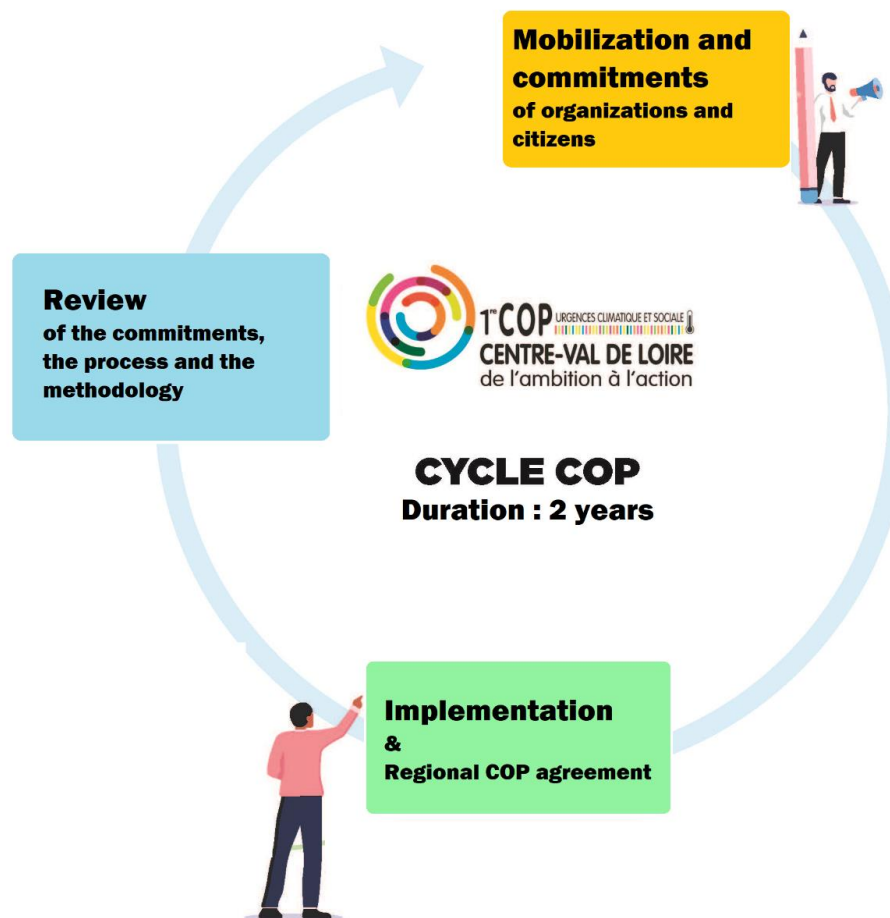 Mobilization and
commitments
of organizations and
citizens
Review
of the commitments,
the process and the
methodology
1re COP URGENCES CLIMATIQUE ET SOCIALE
CENTRE-VAL DE LOIRE
de l'ambition à l'action
CYCLE COP
Duration : 2 years
Implementation
&
Regional COP agreement